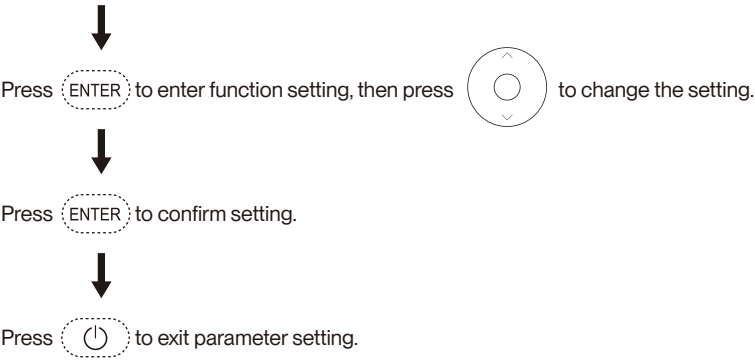 Press ENTER to enter function setting, then press to change the setting.
Press ENTER to confirm setting.
Press to exit parameter setting.